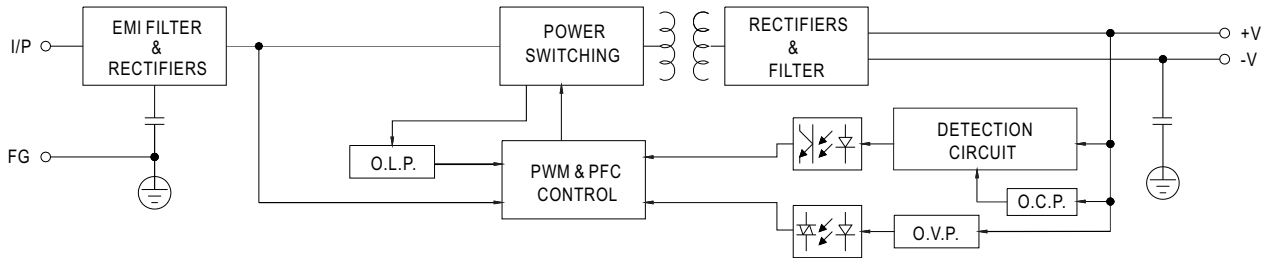 I/P
EMI FILTER
&
RECTIFIERS
POWER
SWITCHING
RECTIFIERS
&
FILTER
+V
-V
FG
O.L.P.
PWM & PFC
CONTROL
DETECTION
CIRCUIT
O.C.P.
O.V.P.